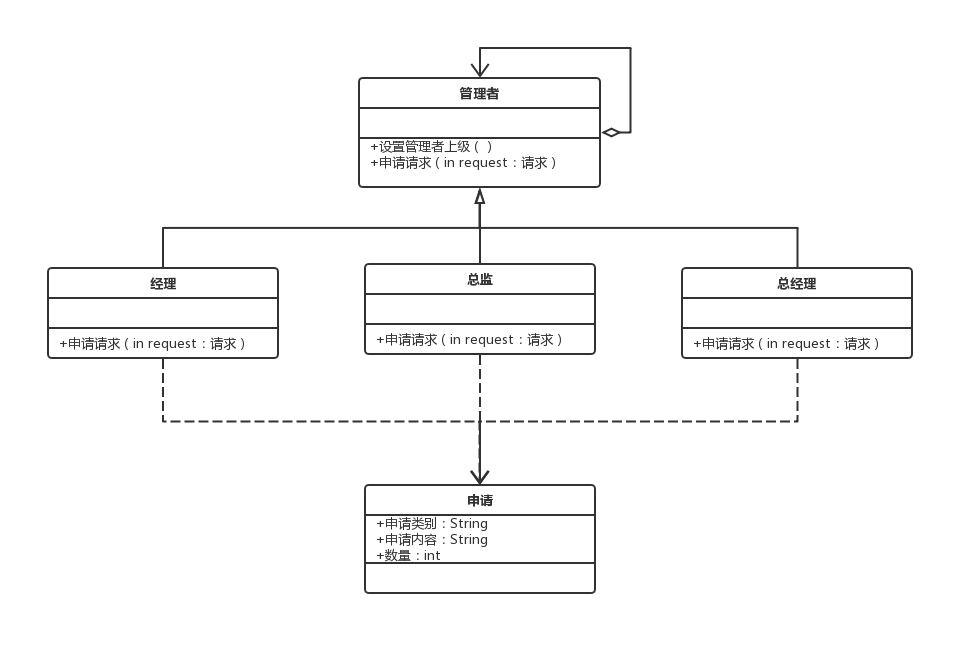 管理者
+设置管理者上级（ ）
+申请请求（in request：请求）
经理
+申请请求（in request：请求）
总监
+申请请求（in request：请求）
总经理
+申请请求（in request：请求）
申请
+申请类别：String
+申请内容：String
+数量：int